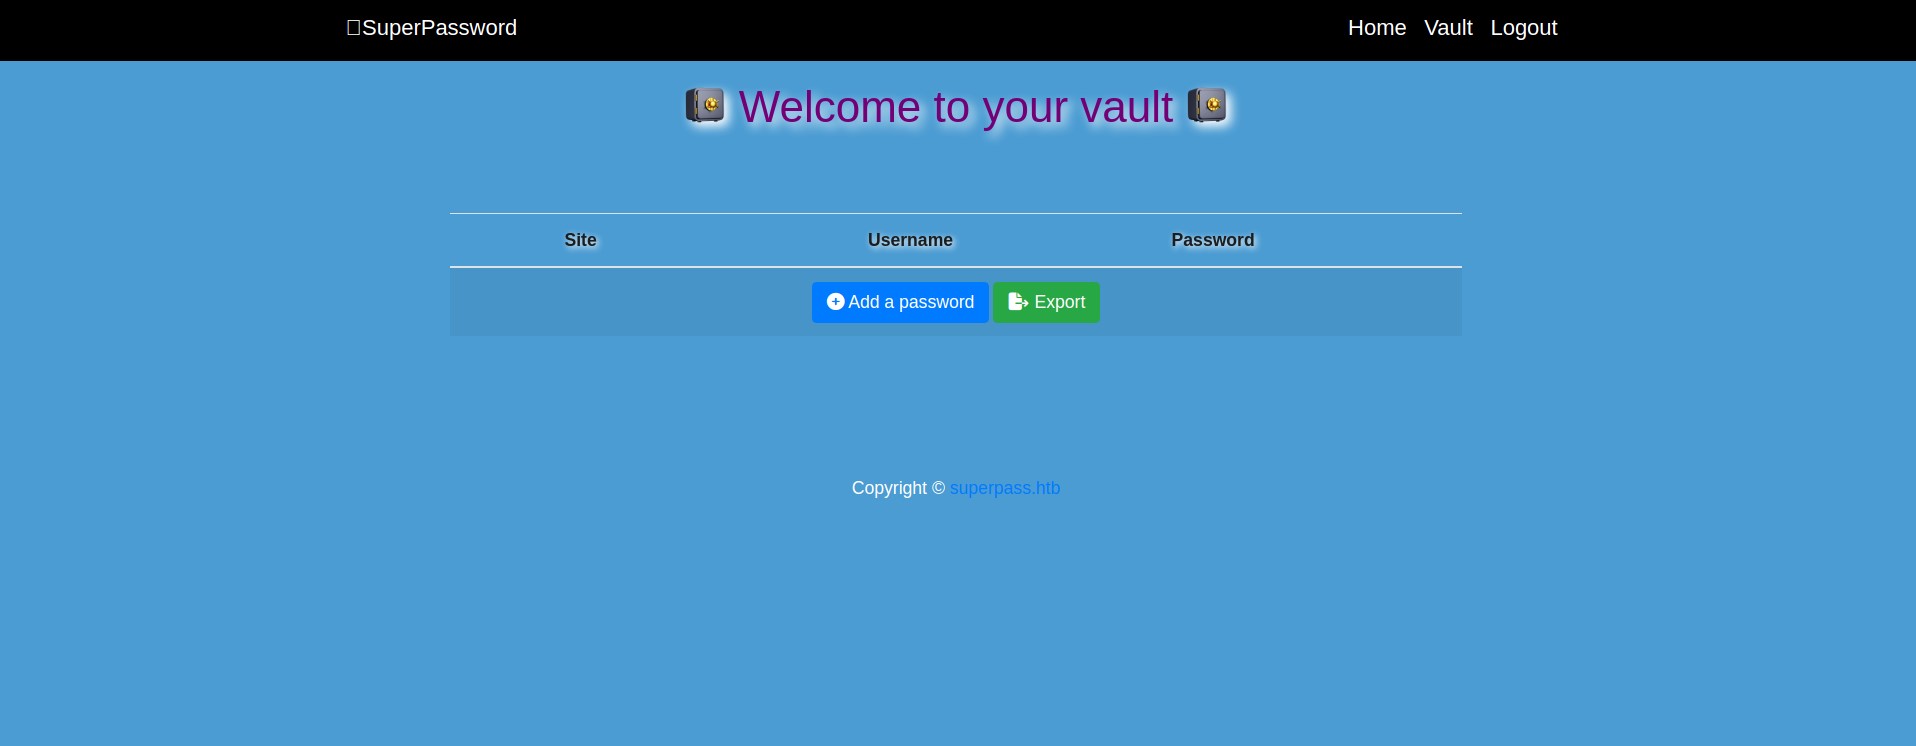 SuperPassword Home Vault Logout
Welcome to your vault
Site Username Password
Add a password Export
Copyright © superpass.htb